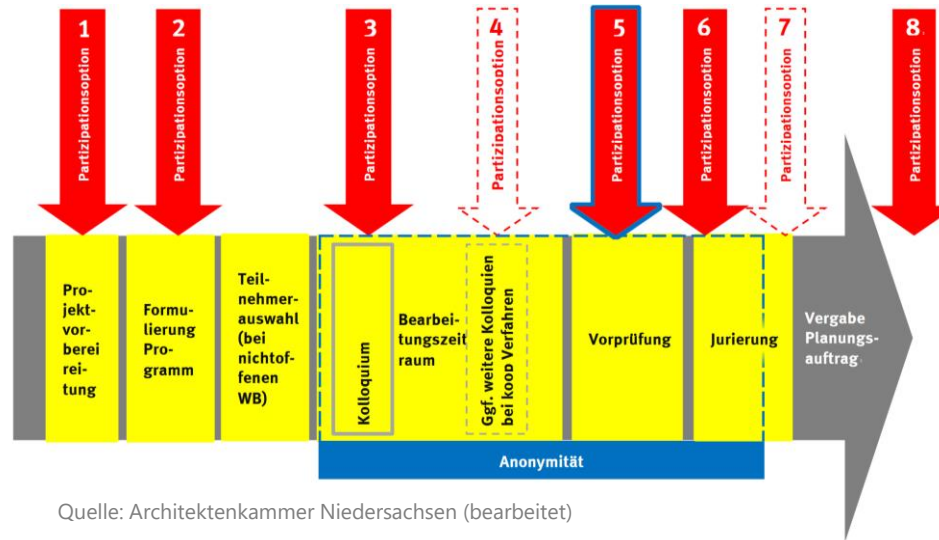 1
Partizipationsoption
2
Partizipationsoption
3
Partizipationsoption
4
Partizipationsoption
5
Partizipationsoption
6
Partizipationsoption
7
Partizipationsoption
8.
Partizipationsoption
Pro-
jekt-
vor-
berei
rei-
tung
Formu-
lierung
Pro-
gramm
Teil-
nehmer-
auswahl
(bei
nichtof-
fenen
WB)
Kolloquium
Bearbei-
tungszeit
raum
Ggf. weitere Kolloquien
bei koop Verfahren
Vorprüfung
Jurierung
Vergabe
Planungs-
auftrag.
Anonymität
Quelle: Architektenkammer Niedersachsen (bearbeitet)